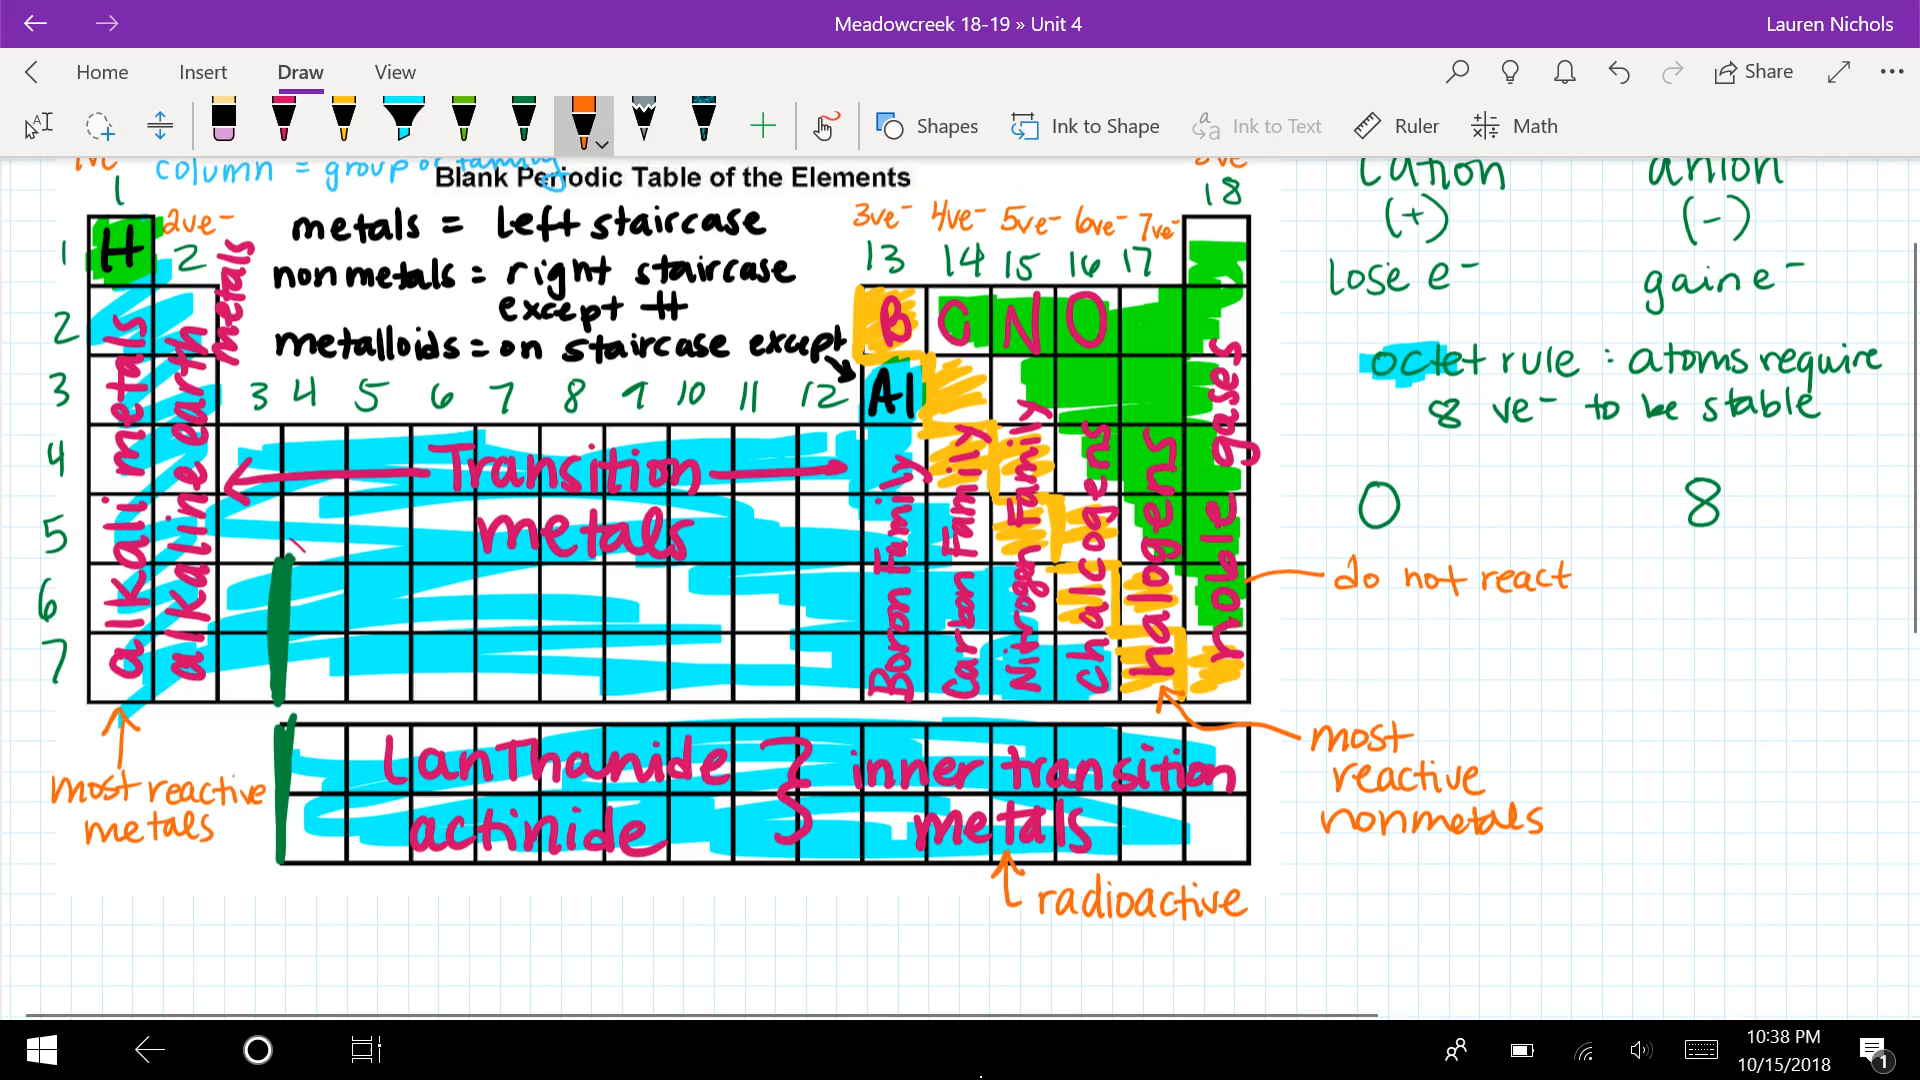 Meadowcreek 18-19 » Unit 4
Lauren Nichols
Home Insert Draw View
Share
Shapes Ink to Shape Ink to Text Ruler Math
column = group or family
Blank Periodic Table of the Elements
1
18
2ve-
3ve- 4ve- 5ve- 6ve- 7ve-
13 14 15 16 17
metals = left staircase
nonmetals = right staircase
except H
metalloids = on staircase except
1 H 2
2
3
4
5
6
7
3 4 5 6 7 8 9 10 11 12
B C N O
Al
alkali metals
alkaline earth
metals
Transition
metals
Boron Family
Carbon Family
Nitrogen Family
chalcogens
halogens
noble gases
Lanthanide } inner transition
actinide metals
most reactive
metals
radioactive
cation anion
(+) (-)
lose e- gain e-
octet rule : atoms require
8 ve- to be stable
0 8
do not react
most
reactive
nonmetals
10:38 PM
10/15/2018
1